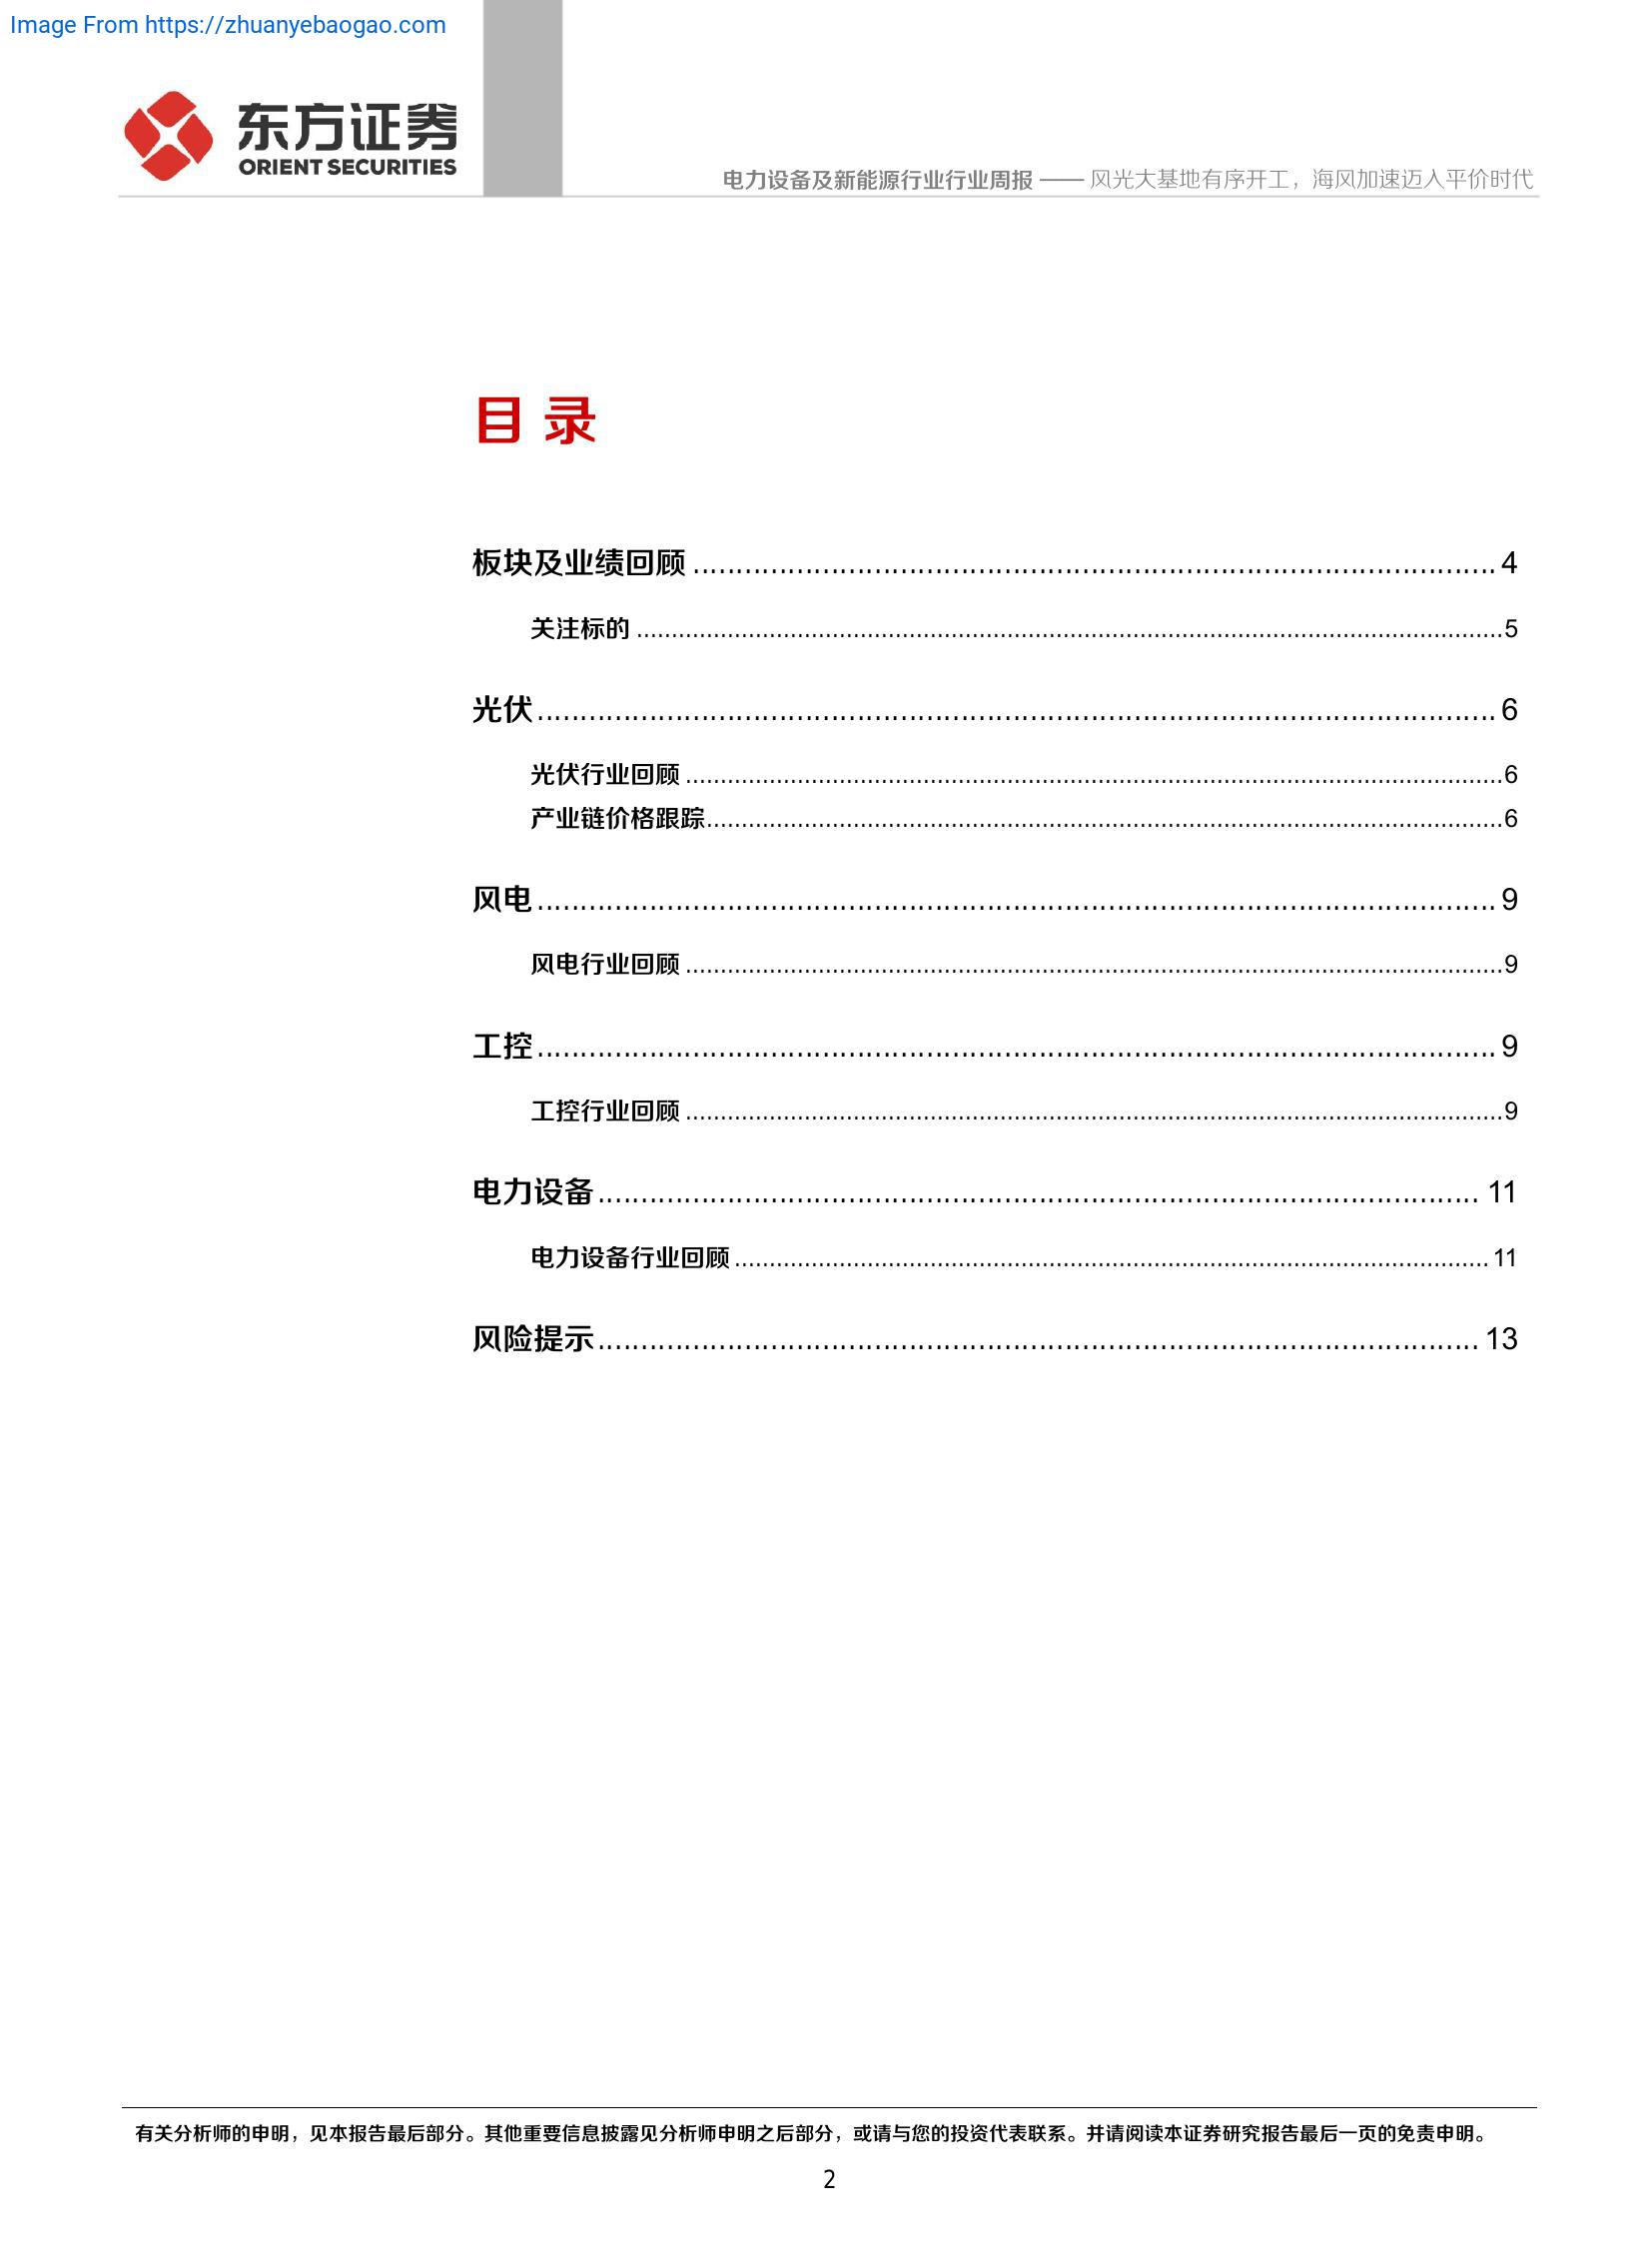 Image From https://zhuanyebaogao.com
东方证券
ORIENT SECURITIES
电力设备及新能源行业行业周报 —— 风光大基地有序开工，海风加速迈入平价时代
目 录
板块及业绩回顾 ........................................................ 4
关注标的 ........................................................ 5
光伏 ........................................................ 6
光伏行业回顾 ........................................................ 6
产业链价格跟踪 ........................................................ 6
风电 ........................................................ 9
风电行业回顾 ........................................................ 9
工控 ........................................................ 9
工控行业回顾 ........................................................ 9
电力设备 ........................................................ 11
电力设备行业回顾 ........................................................ 11
风险提示 ........................................................ 13
有关分析师的申明，见本报告最后部分。其他重要信息披露见分析师申明之后部分，或请与您的投资代表联系。并请阅读本证券研究报告最后一页的免责申明。
2